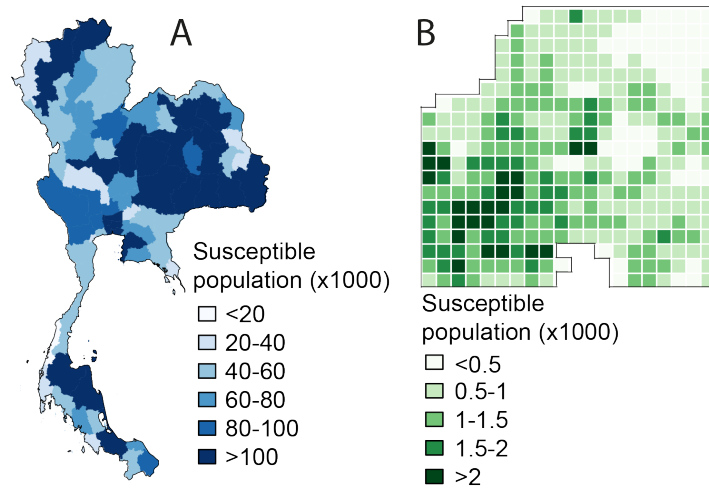 A
B
Susceptible
population (x1000)
<20
20-40
40-60
60-80
80-100
>100
Susceptible
population (x1000)
<0.5
0.5-1
1-1.5
1.5-2
>2